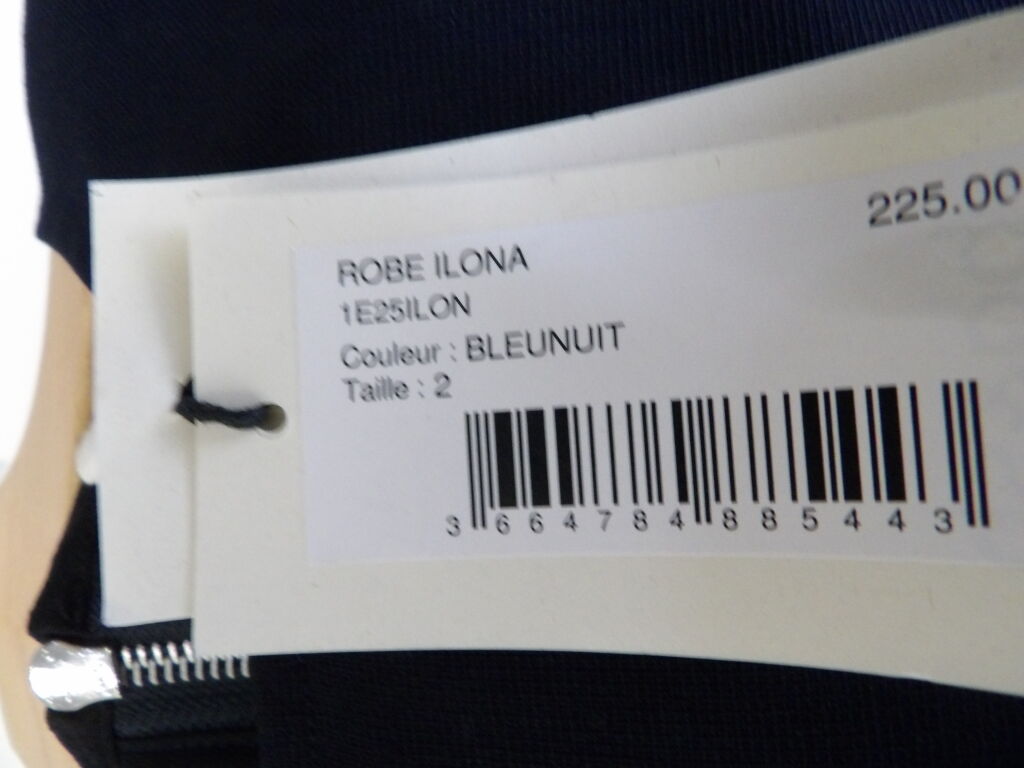 225.00
ROBE ILONA
1E25ILON
Couleur : BLEUNUIT
Taille : 2
3 664784 885443